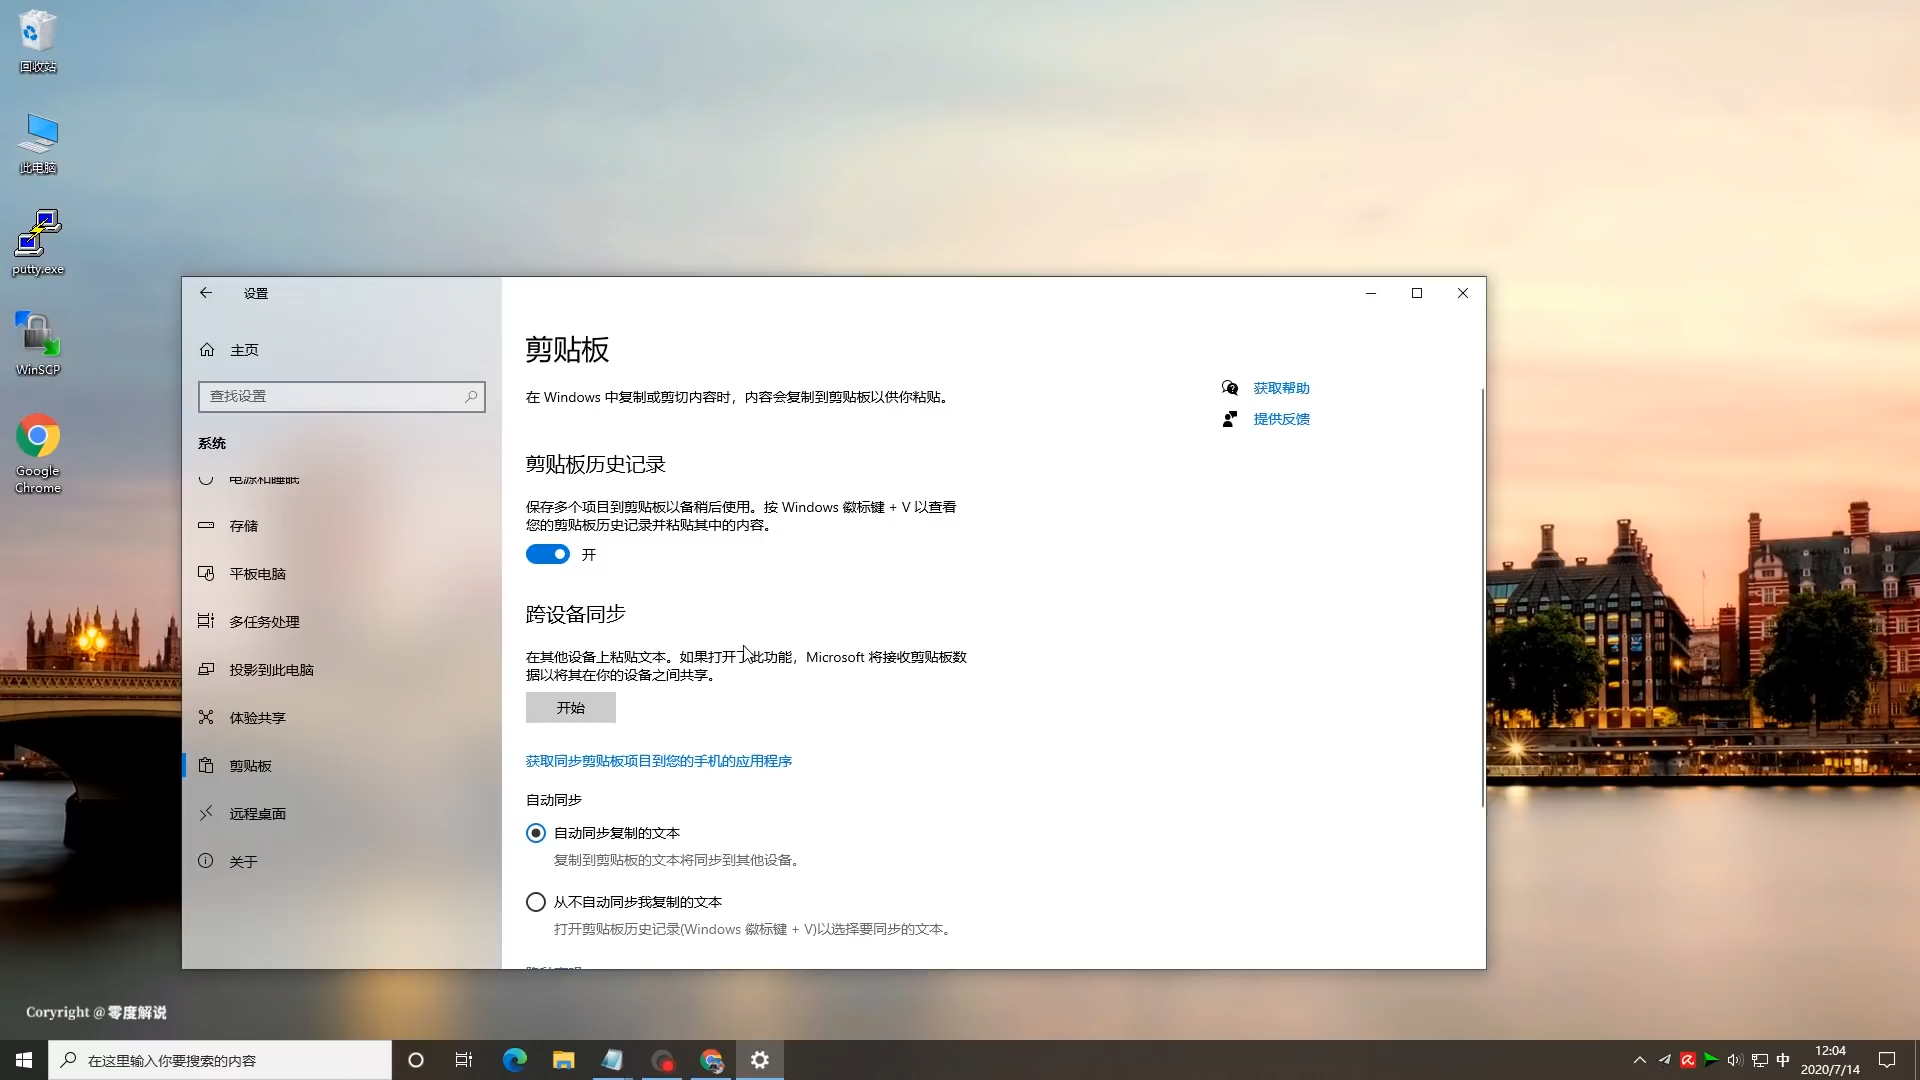 回收站
此电脑
putty.exe
WinSCP
Google
Chrome
设置
主页
查找设置
系统
电源和睡眠
存储
平板电脑
多任务处理
投影到此电脑
体验共享
剪贴板
远程桌面
关于
剪贴板
在 Windows 中复制或剪切内容时，内容会复制到剪贴板以供你粘贴。
剪贴板历史记录
保存多个项目到剪贴板以备稍后使用。按 Windows 徽标键 + V 以查看
您的剪贴板历史记录并粘贴其中的内容。
开
跨设备同步
在其他设备上粘贴文本。如果打开了此功能，Microsoft 将接收剪贴板数
据以将其在你的设备之间共享。
开始
获取同步剪贴板项目到您的手机的应用程序
自动同步
自动同步复制的文本
复制到剪贴板的文本将同步到其他设备。
从不自动同步我复制的文本
打开剪贴板历史记录(Windows 徽标键 + V)以选择要同步的文本。
获取帮助
提供反馈
Coryright @ 零度解说
在这里输入你要搜索的内容
中
12:04
2020/7/14